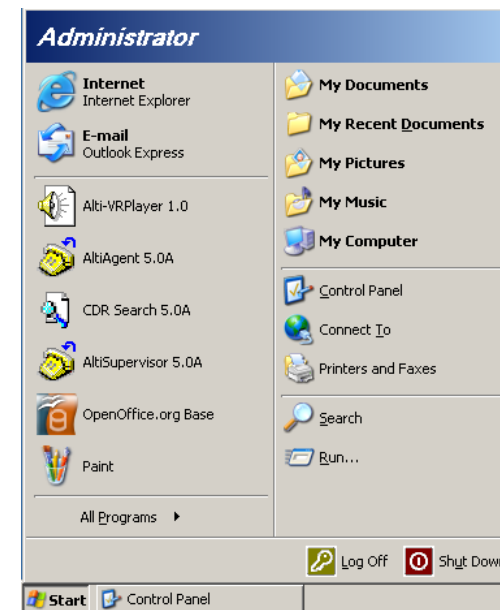 Administrator
Internet
Internet Explorer
E-mail
Outlook Express
Alti-VRPlayer 1.0
AltiAgent 5.0A
CDR Search 5.0A
AltiSupervisor 5.0A
OpenOffice.org Base
Paint
All Programs
My Documents
My Recent Documents
My Pictures
My Music
My Computer
Control Panel
Connect To
Printers and Faxes
Search
Run...
Log Off
Shut Dow
Start
Control Panel